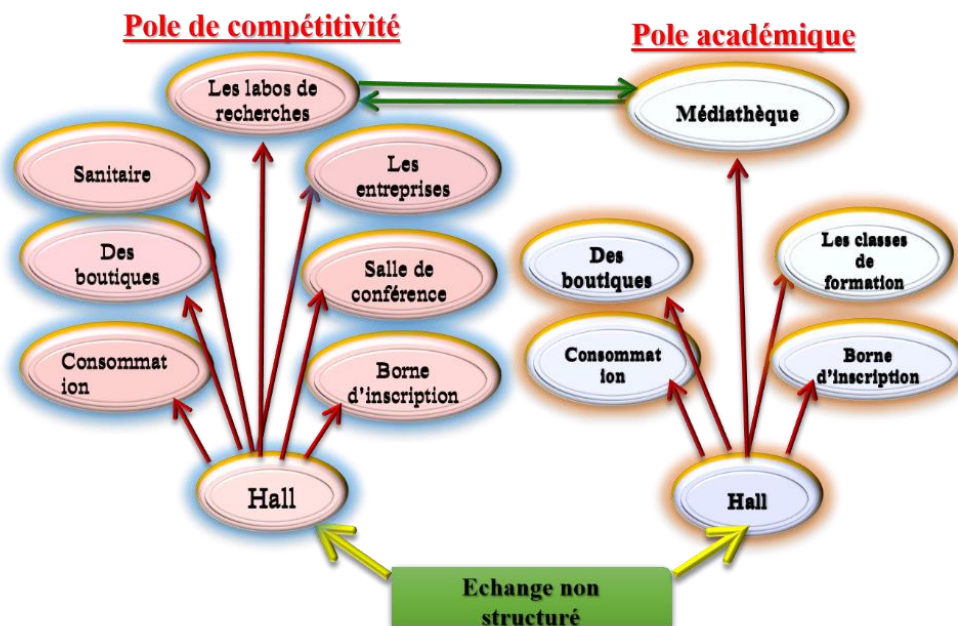 Pole de compétitivité
Pole académique
Les labos de
recherches
Médiathèque
Sanitaire
Les
entreprises
Des
boutiques
Salle de
conférence
Des
boutiques
Les classes
de
formation
Consommat
ion
Borne
d'inscription
Consommat
ion
Borne
d'inscription
Hall
Hall
Echange non
structuré